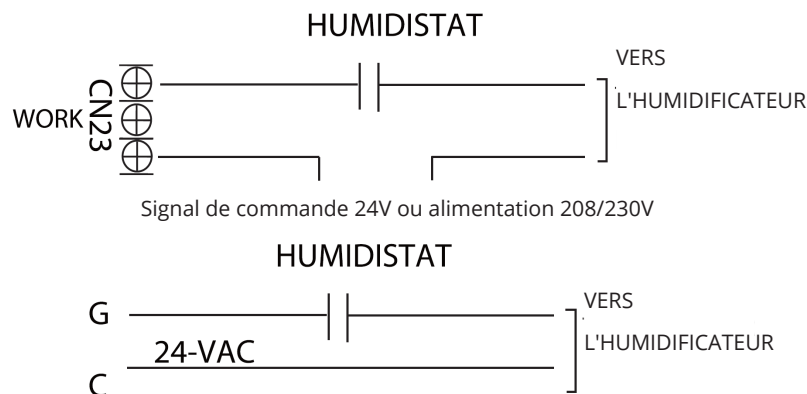 HUMIDISTAT
VERS
L'HUMIDIFICATEUR
WORK
CN23
Signal de commande 24V ou alimentation 208/230V
HUMIDISTAT
G
VERS
L'HUMIDIFICATEUR
24-VAC
C